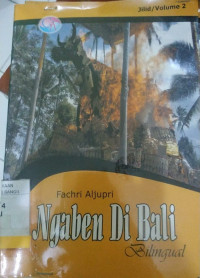 Jilid/Volume 2
Fachri Aljupri
Ngaben Di Bali
Bilingual